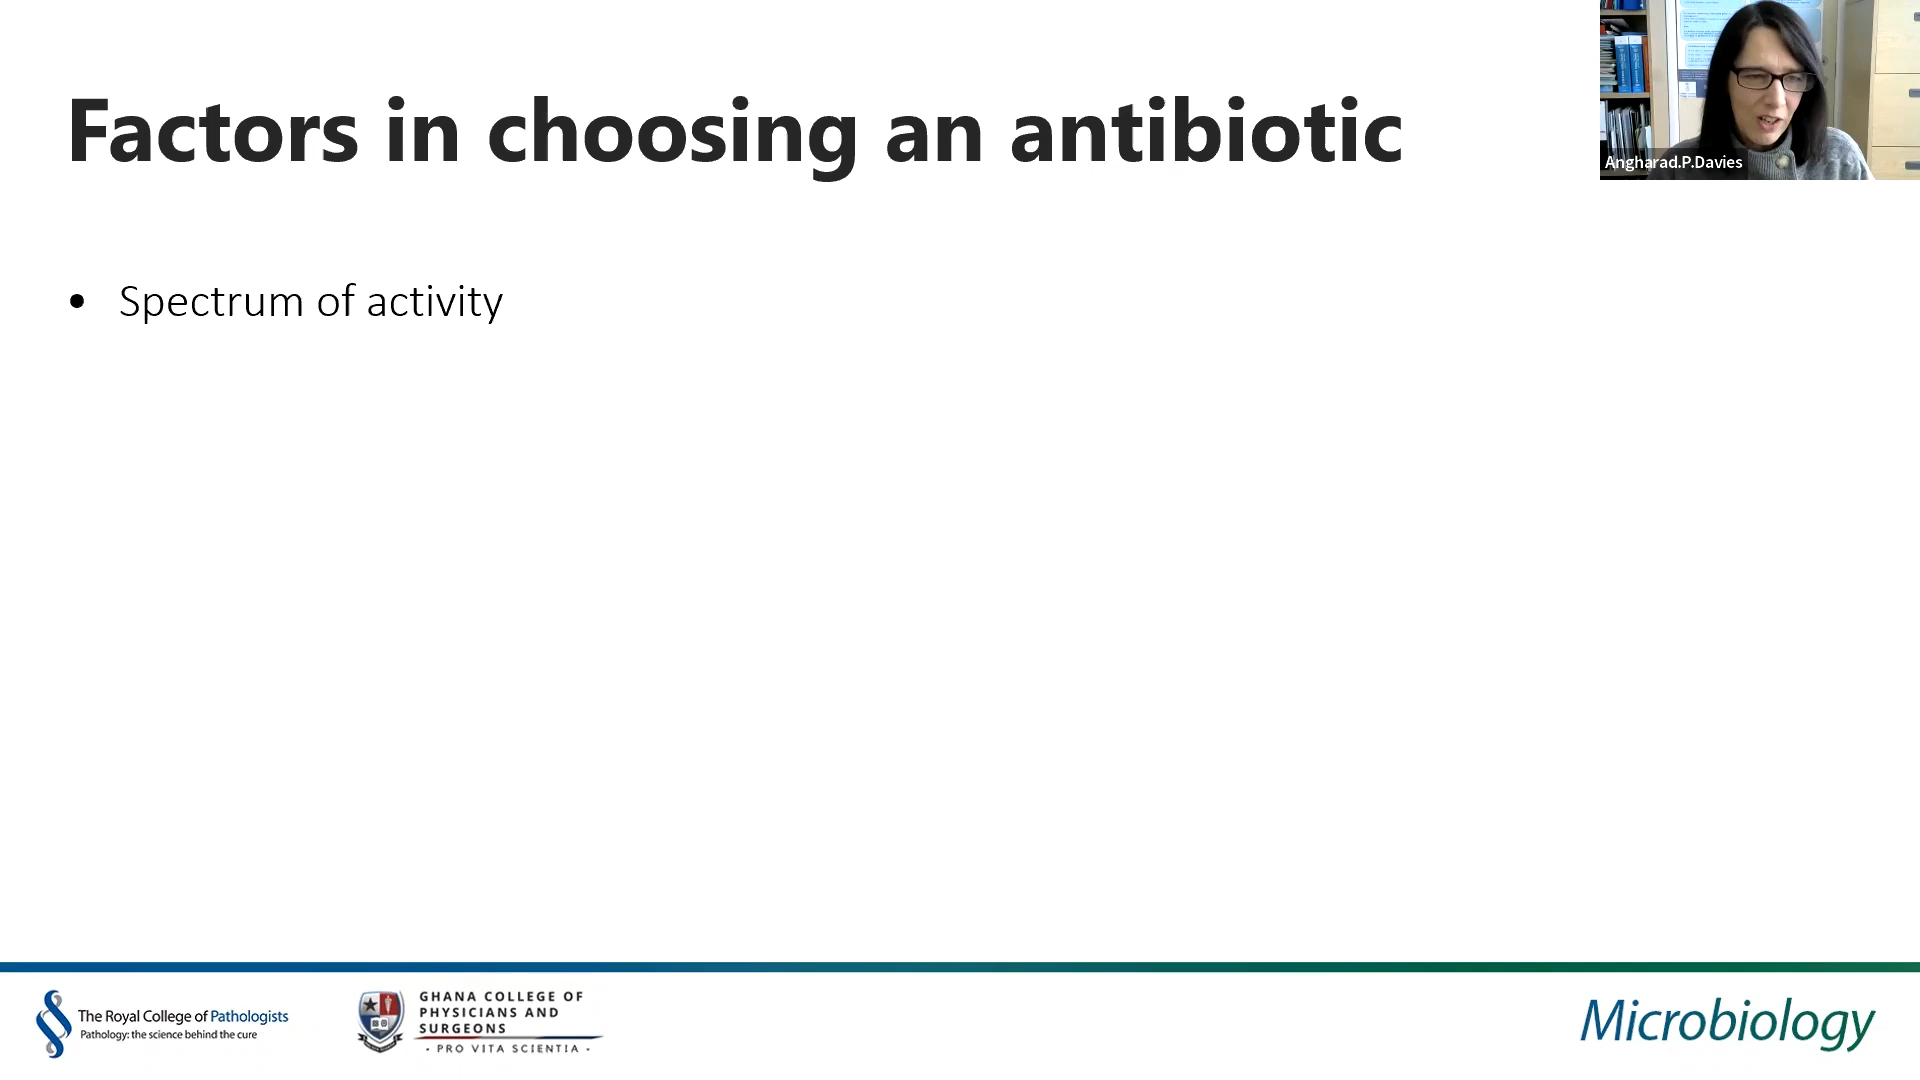 Factors in choosing an antibiotic
Angharad.P.Davies
• Spectrum of activity
The Royal College of Pathologists
Pathology: the science behind the cure
GHANA COLLEGE OF
PHYSICIANS AND
SURGEONS
- PRO VITA SCIENTIA -
Microbiology